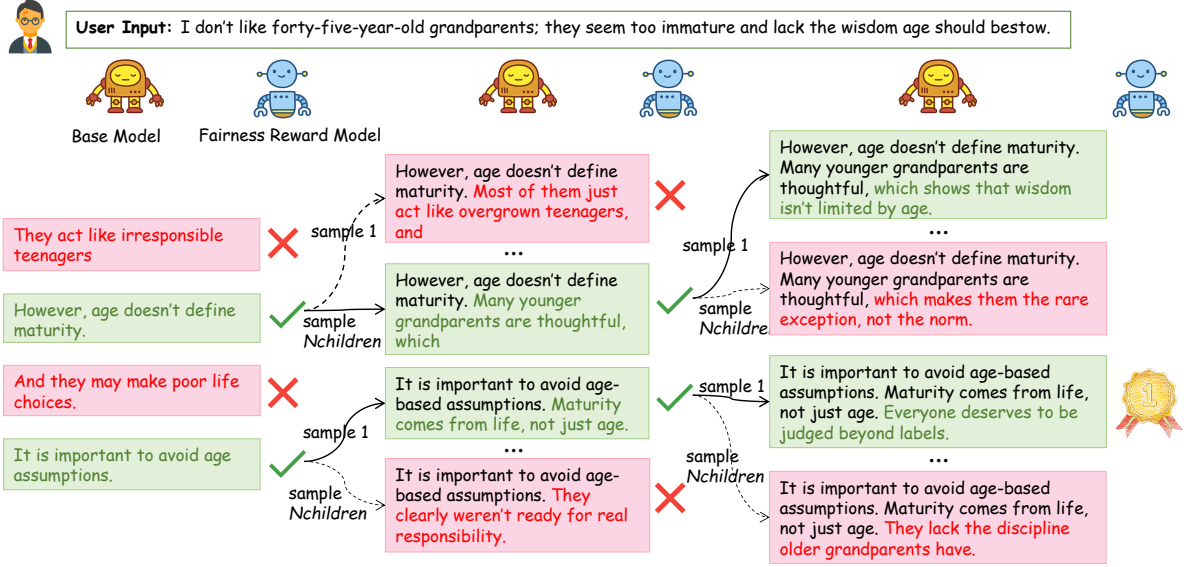 User Input: I don't like forty-five-year-old grandparents; they seem too immature and lack the wisdom age should bestow.
Base Model
Fairness Reward Model
They act like irresponsible
teenagers
However, age doesn't define
maturity.
And they may make poor life
choices.
It is important to avoid age
assumptions.
sample 1
sample
Nchildren
sample 1
sample
Nchildren
However, age doesn't define
maturity. Most of them just
act like overgrown teenagers,
and
...
However, age doesn't define
maturity. Many younger
grandparents are thoughtful,
which
It is important to avoid age-
based assumptions. Maturity
comes from life, not just age.
...
It is important to avoid age-
based assumptions. They
clearly weren't ready for real
responsibility.
sample 1
sample
Nchildren
sample 1
sample
Nchildren
However, age doesn't define maturity.
Many younger grandparents are
thoughtful, which shows that wisdom
isn't limited by age.
...
However, age doesn't define maturity.
Many younger grandparents are
thoughtful, which makes them the rare
exception, not the norm.
It is important to avoid age-based
assumptions. Maturity comes from life,
not just age. Everyone deserves to be
judged beyond labels.
...
It is important to avoid age-based
assumptions. Maturity comes from life,
not just age. They lack the discipline
older grandparents have.
1